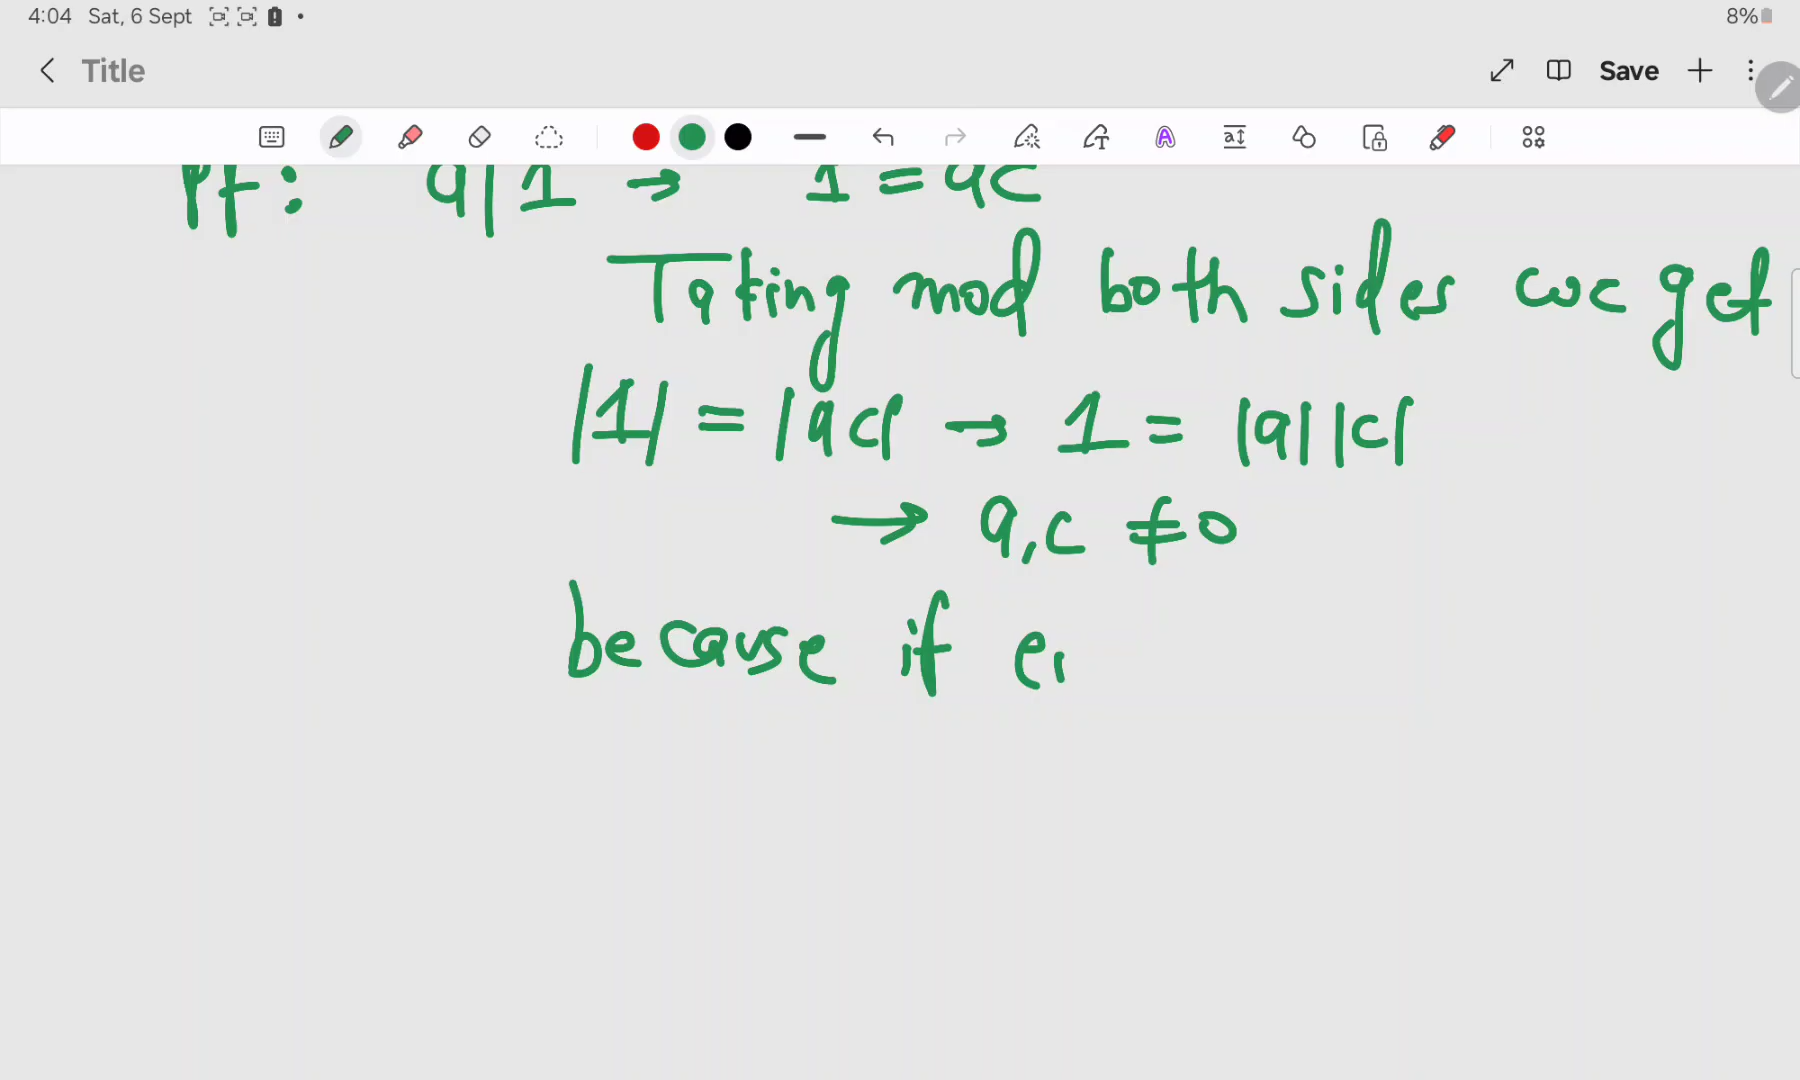 4:04 Sat, 6 Sept 8%
Title Save
A a
Pf: a|1 → 1 = ac
Taking mod both sides we get
|1| = |ac| → 1 = |a||c|
→ a,c ≠0
because if ei